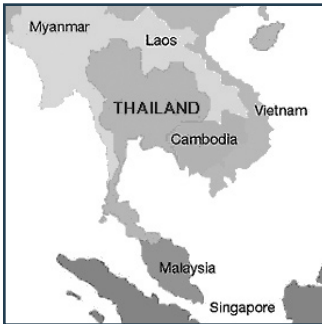 Myanmar
Laos
THAILAND
Vietnam
Cambodia
Malaysia
Singapore